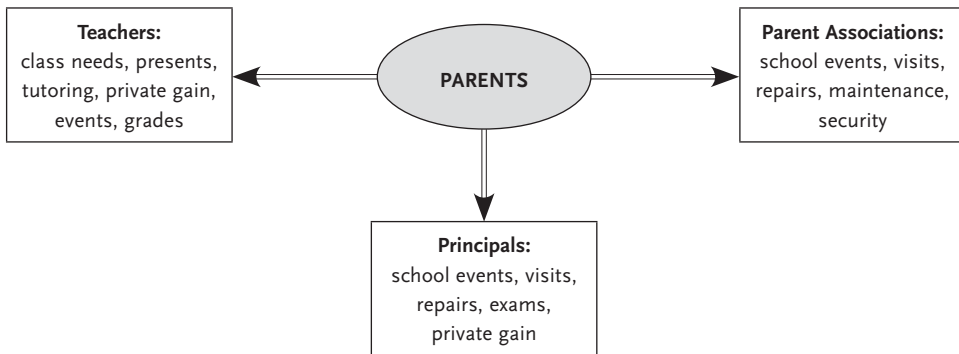 Teachers:
class needs, presents,
tutoring, private gain,
events, grades
PARENTS
Parent Associations:
school events, visits,
repairs, maintenance,
security
Principals:
school events, visits,
repairs, exams,
private gain